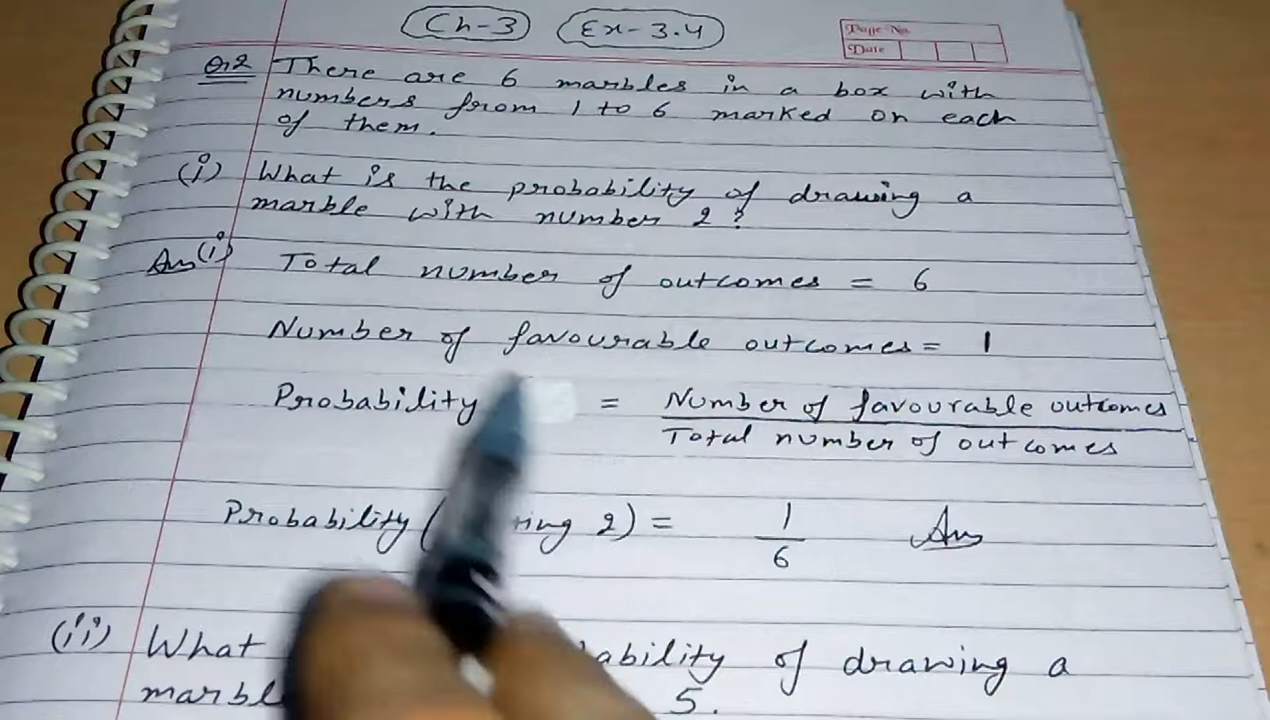 Ch-3 Ex-3.4
Page No.
Date
Qn2 There are 6 marbles in a box with
numbers from 1 to 6 marked on each
of them.
(i) What is the probability of drawing a
marble with number 2?
Ans(i) Total number of outcomes = 6
Number of favourable outcomes = 1
Probability = Number of favourable outcomes
Total number of outcomes
Probability ( 2) = 1/6 Ans
(ii) What of drawing a
5.